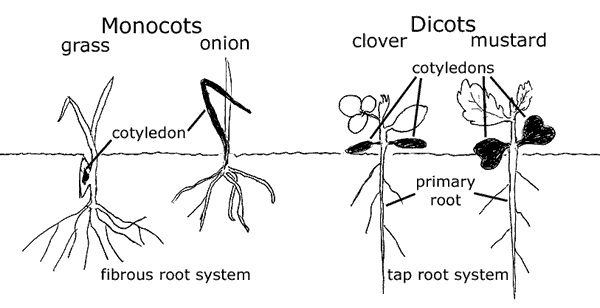 Monocots
grass
onion
cotyledon
fibrous root system
Dicots
clover
mustard
cotyledons
primary
root
tap root system